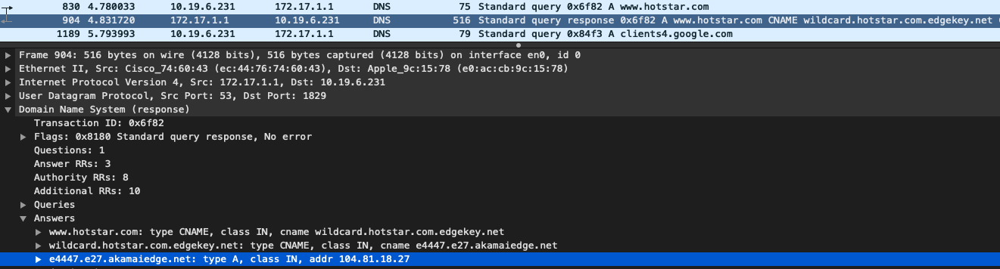 830 4.780033 10.19.6.231 172.17.1.1 DNS 75 Standard query 0x6f82 A www.hotstar.com
904 4.831720 172.17.1.1 10.19.6.231 DNS 516 Standard query response 0x6f82 A www.hotstar.com CNAME wildcard.hotstar.com.edgekey.net
1189 5.793993 10.19.6.231 172.17.1.1 DNS 79 Standard query 0x84f3 A clients4.google.com
Frame 904: 516 bytes on wire (4128 bits), 516 bytes captured (4128 bits) on interface en0, id 0
Ethernet II, Src: Cisco_74:60:43 (ec:44:76:74:60:43), Dst: Apple_9c:15:78 (e0:ac:cb:9c:15:78)
Internet Protocol Version 4, Src: 172.17.1.1, Dst: 10.19.6.231
User Datagram Protocol, Src Port: 53, Dst Port: 1829
Domain Name System (response)
Transaction ID: 0x6f82
Flags: 0x8180 Standard query response, No error
Questions: 1
Answer RRs: 3
Authority RRs: 8
Additional RRs: 10
Queries
Answers
www.hotstar.com: type CNAME, class IN, cname wildcard.hotstar.com.edgekey.net
wildcard.hotstar.com.edgekey.net: type CNAME, class IN, cname e4447.e27.akamaiedge.net
e4447.e27.akamaiedge.net: type A, class IN, addr 104.81.18.27